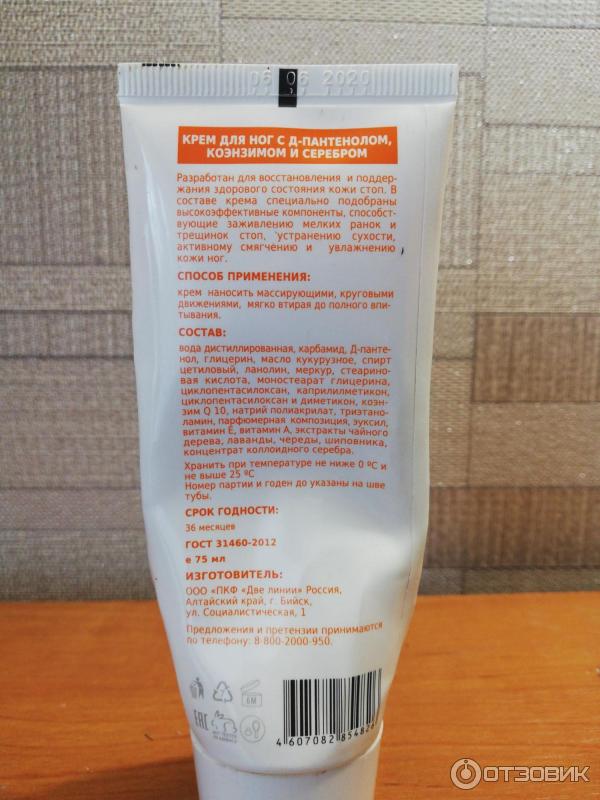 06 06 2020
КРЕМ ДЛЯ НОГ С Д-ПАНТЕНОЛОМ,
КОЭНЗИМОМ И СЕРЕБРОМ
Разработан для восстановления и поддер-
жания здорового состояния кожи стоп. В
составе крема специально подобраны
высокоэффективные компоненты, способст-
вующие заживлению мелких ранок и
трещинок стоп, устранению сухости,
активному смягчению и увлажнению
кожи ног.
СПОСОБ ПРИМЕНЕНИЯ:
крем наносить массирующими, круговыми
движениями, мягко втирая до полного впи-
тывания.
СОСТАВ:
вода дистиллированная, карбамид, Д-панте-
нол, глицерин, масло кукурузное, спирт
цетиловый, ланолин, меркур, стеарино-
вая кислота, моностеарат глицерина,
циклопентасилоксан, каприлилметикон,
циклопентасилоксан и диметикон, коэн-
зим Q 10, натрий полиакрилат, триэтано-
ламин, парфюмерная композиция, эуксил,
витамин Е, витамин А, экстракты чайного
дерева, лаванды, череды, шиповника,
концентрат коллоидного серебра.
Хранить при температуре не ниже 0 ºС и
не выше 25 ºС
Номер партии и годен до указаны на шве
тубы.
СРОК ГОДНОСТИ:
36 месяцев
ГОСТ 31460-2012
e 75 мл
ИЗГОТОВИТЕЛЬ:
ООО «ПКФ «Две линии» Россия,
Алтайский край, г. Бийск,
ул. Социалистическая, 1
Предложения и претензии принимаются
по телефону: 8-800-2000-950.
6М
EAC
4 607082 85482
ОТЗОВИК